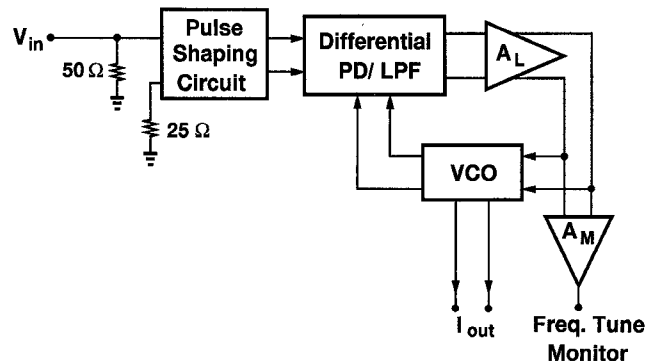 V_in
50 Ω
Pulse
Shaping
Circuit
25 Ω
Differential
PD/ LPF
A_L
VCO
A_M
I_out
Freq. Tune
Monitor